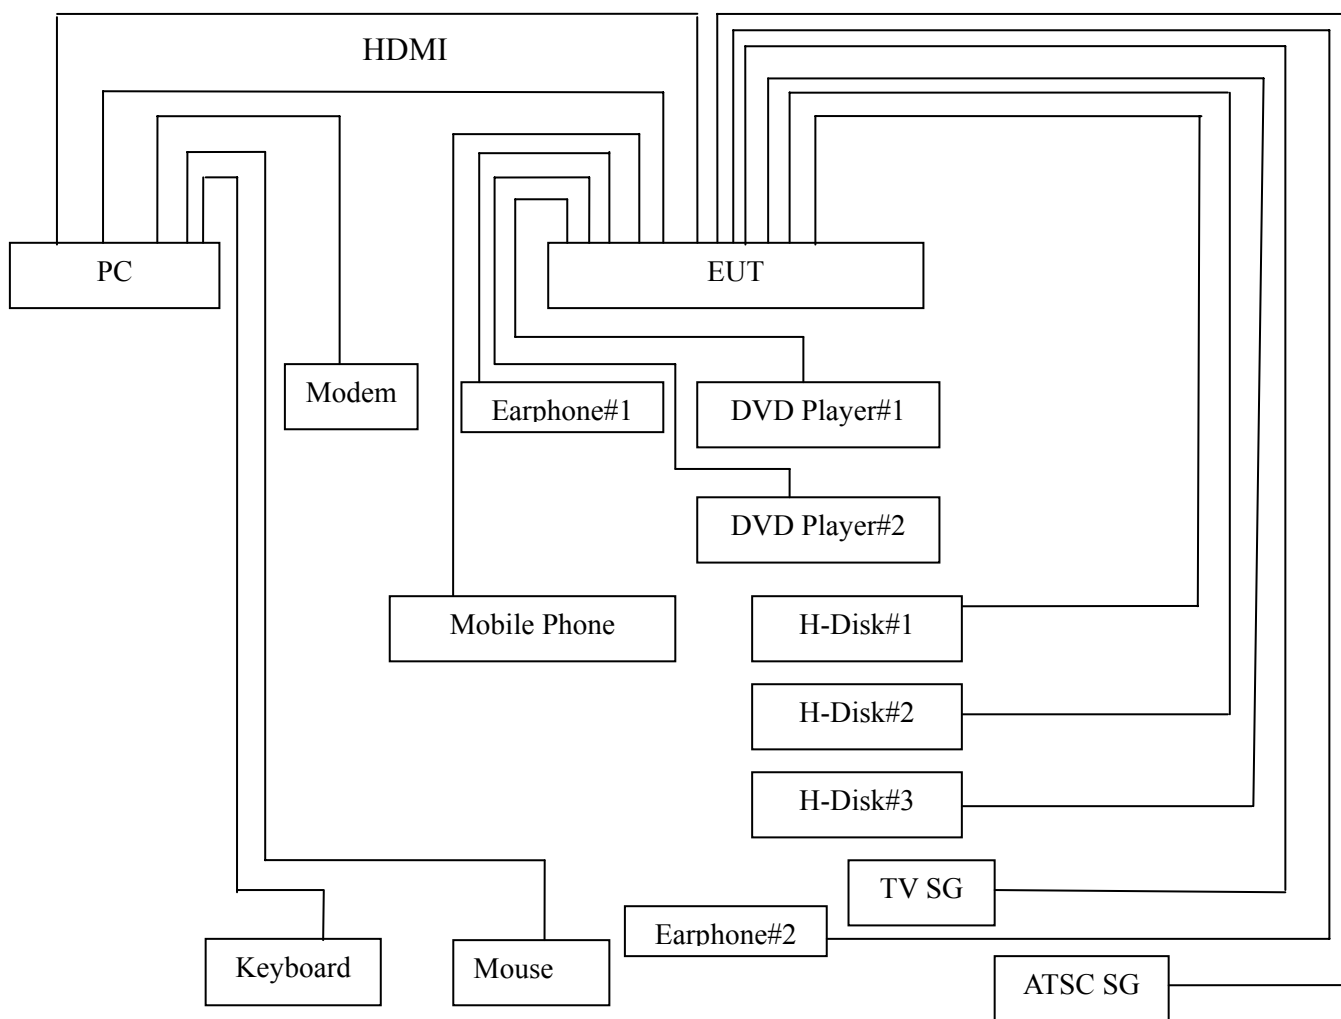 HDMI
PC
EUT
Modem
Earphone#1
DVD Player#1
DVD Player#2
Mobile Phone
H-Disk#1
H-Disk#2
H-Disk#3
TV SG
Earphone#2
Keyboard
Mouse
ATSC SG